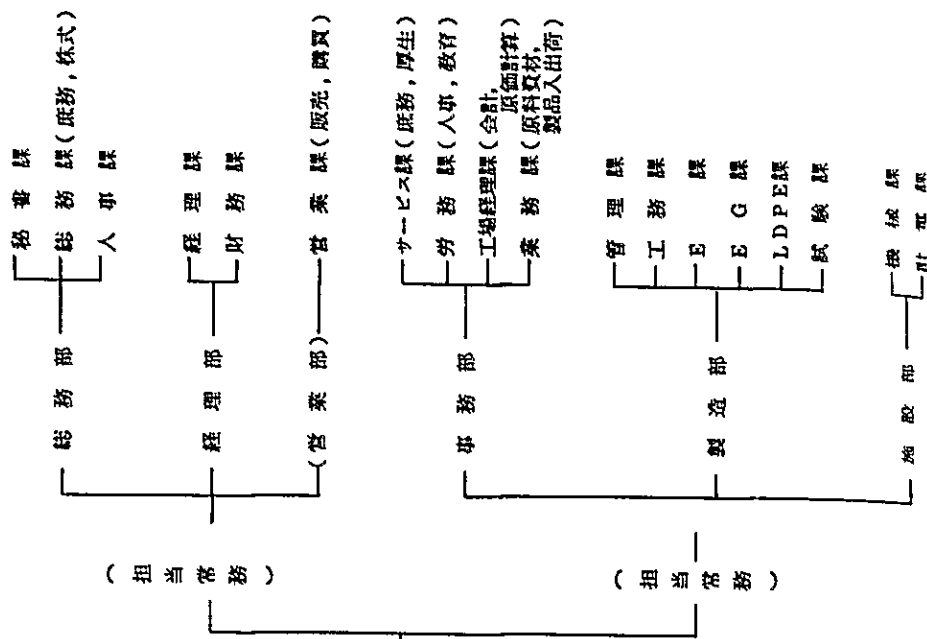 秘書課
総務課(庶務,株式)
人事課
総務部
経理課
財務課
経理部
営業課(販売,購買)
(営業部)
(担当常務)
サービス課(庶務,厚生)
労務課(人事,教育)
工場経理課(会計,
原価計算)
業務課(原料資材,
製品入出荷)
事務部
管理課
工務課
E課
EG課
LDPE課
試験課
製造部
機械課
計電課
施設部
(担当常務)